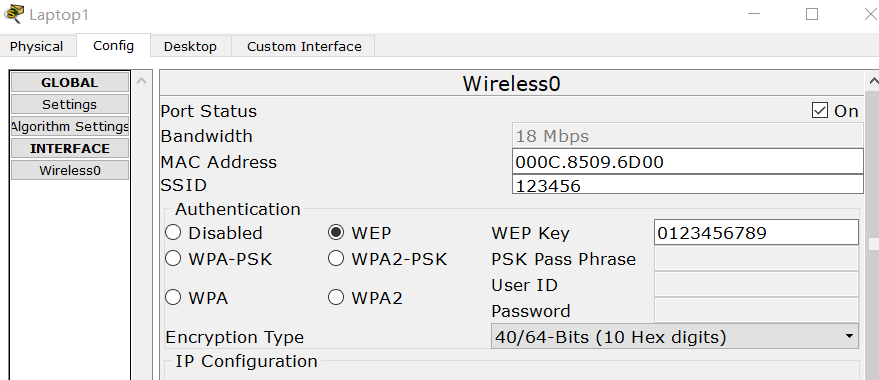 Laptop1
Physical Config Desktop Custom Interface
GLOBAL
Settings
Algorithm Settings
INTERFACE
Wireless0
Wireless0
Port Status On
Bandwidth 18 Mbps
MAC Address 000C.8509.6D00
SSID 123456
Authentication
Disabled WEP WEP Key 0123456789
WPA-PSK WPA2-PSK PSK Pass Phrase
User ID
WPA WPA2
Password
Encryption Type 40/64-Bits (10 Hex digits)
IP Configuration